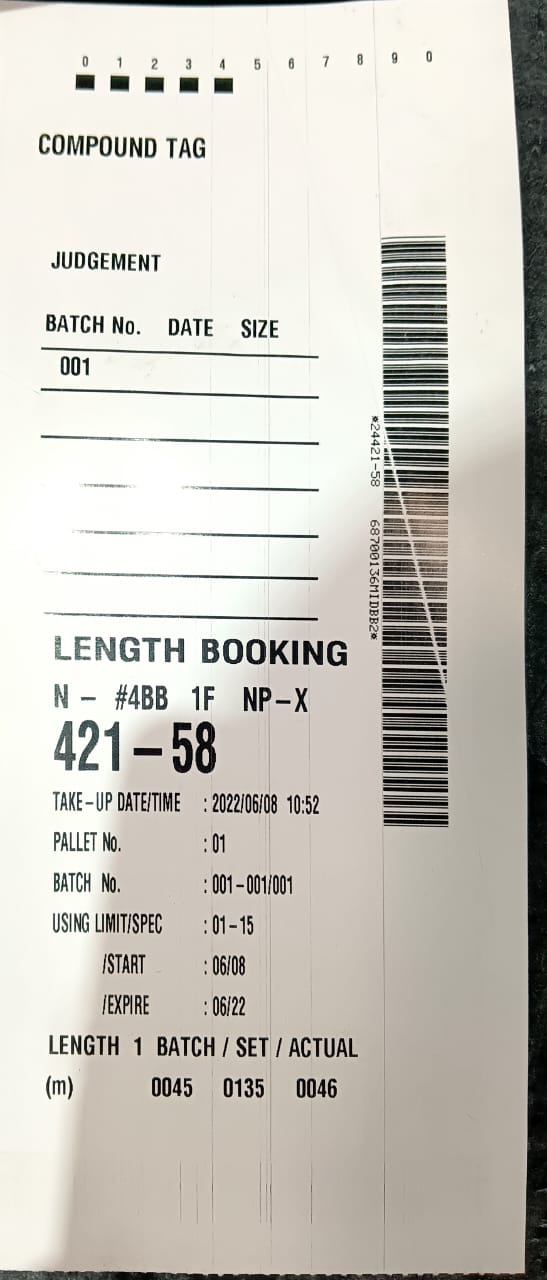 0 1 2 3 4 5 6 7 8 9 0
COMPOUND TAG
JUDGEMENT
BATCH No. DATE SIZE
001
*24421-58 68700136MIDBB2*
LENGTH BOOKING
N - #4BB 1F NP-X
421-58
TAKE-UP DATE/TIME : 2022/06/08 10:52
PALLET No. : 01
BATCH No. : 001-001/001
USING LIMIT/SPEC : 01-15
/START : 06/08
/EXPIRE : 06/22
LENGTH 1 BATCH / SET / ACTUAL
(m) 0045 0135 0046